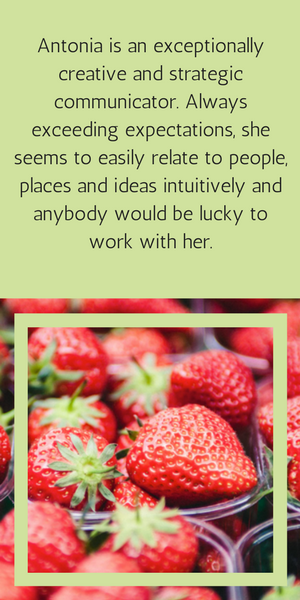 Antonia is an exceptionally
creative and strategic
communicator. Always
exceeding expectations, she
seems to easily relate to people,
places and ideas intuitively and
anybody would be lucky to
work with her.